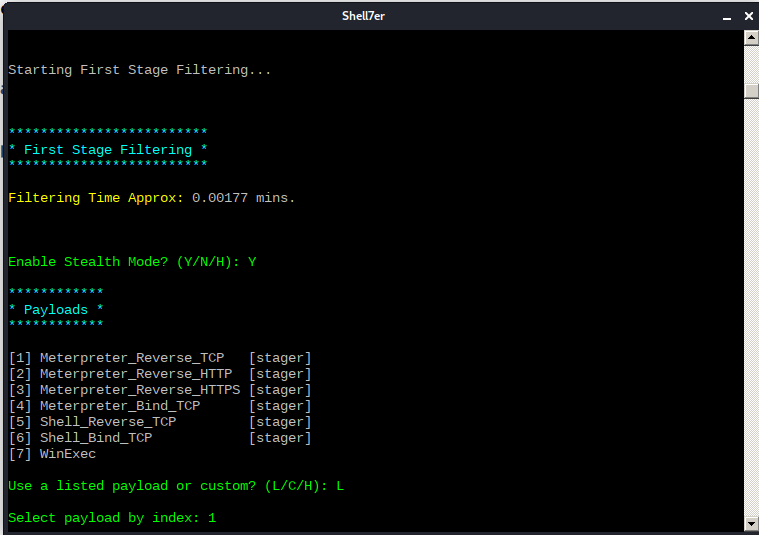 Shell7er
Starting First Stage Filtering...
*************************
* First Stage Filtering *
*************************
Filtering Time Approx: 0.00177 mins.
Enable Stealth Mode? (Y/N/H): Y
************
* Payloads *
************
[1] Meterpreter_Reverse_TCP   [stager]
[2] Meterpreter_Reverse_HTTP  [stager]
[3] Meterpreter_Reverse_HTTPS [stager]
[4] Meterpreter_Bind_TCP      [stager]
[5] Shell_Reverse_TCP         [stager]
[6] Shell_Bind_TCP            [stager]
[7] WinExec
Use a listed payload or custom? (L/C/H): L
Select payload by index: 1